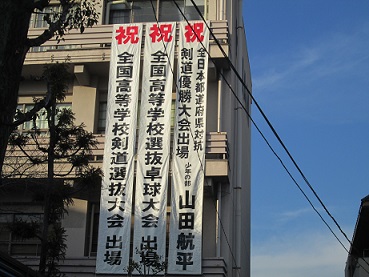 祝
全日本都道府県対抗
剣道優勝大会出場
少年の部
山田航平
祝
全国高等学校選抜卓球大会 出場
祝
全国高等学校剣道選抜大会 出場